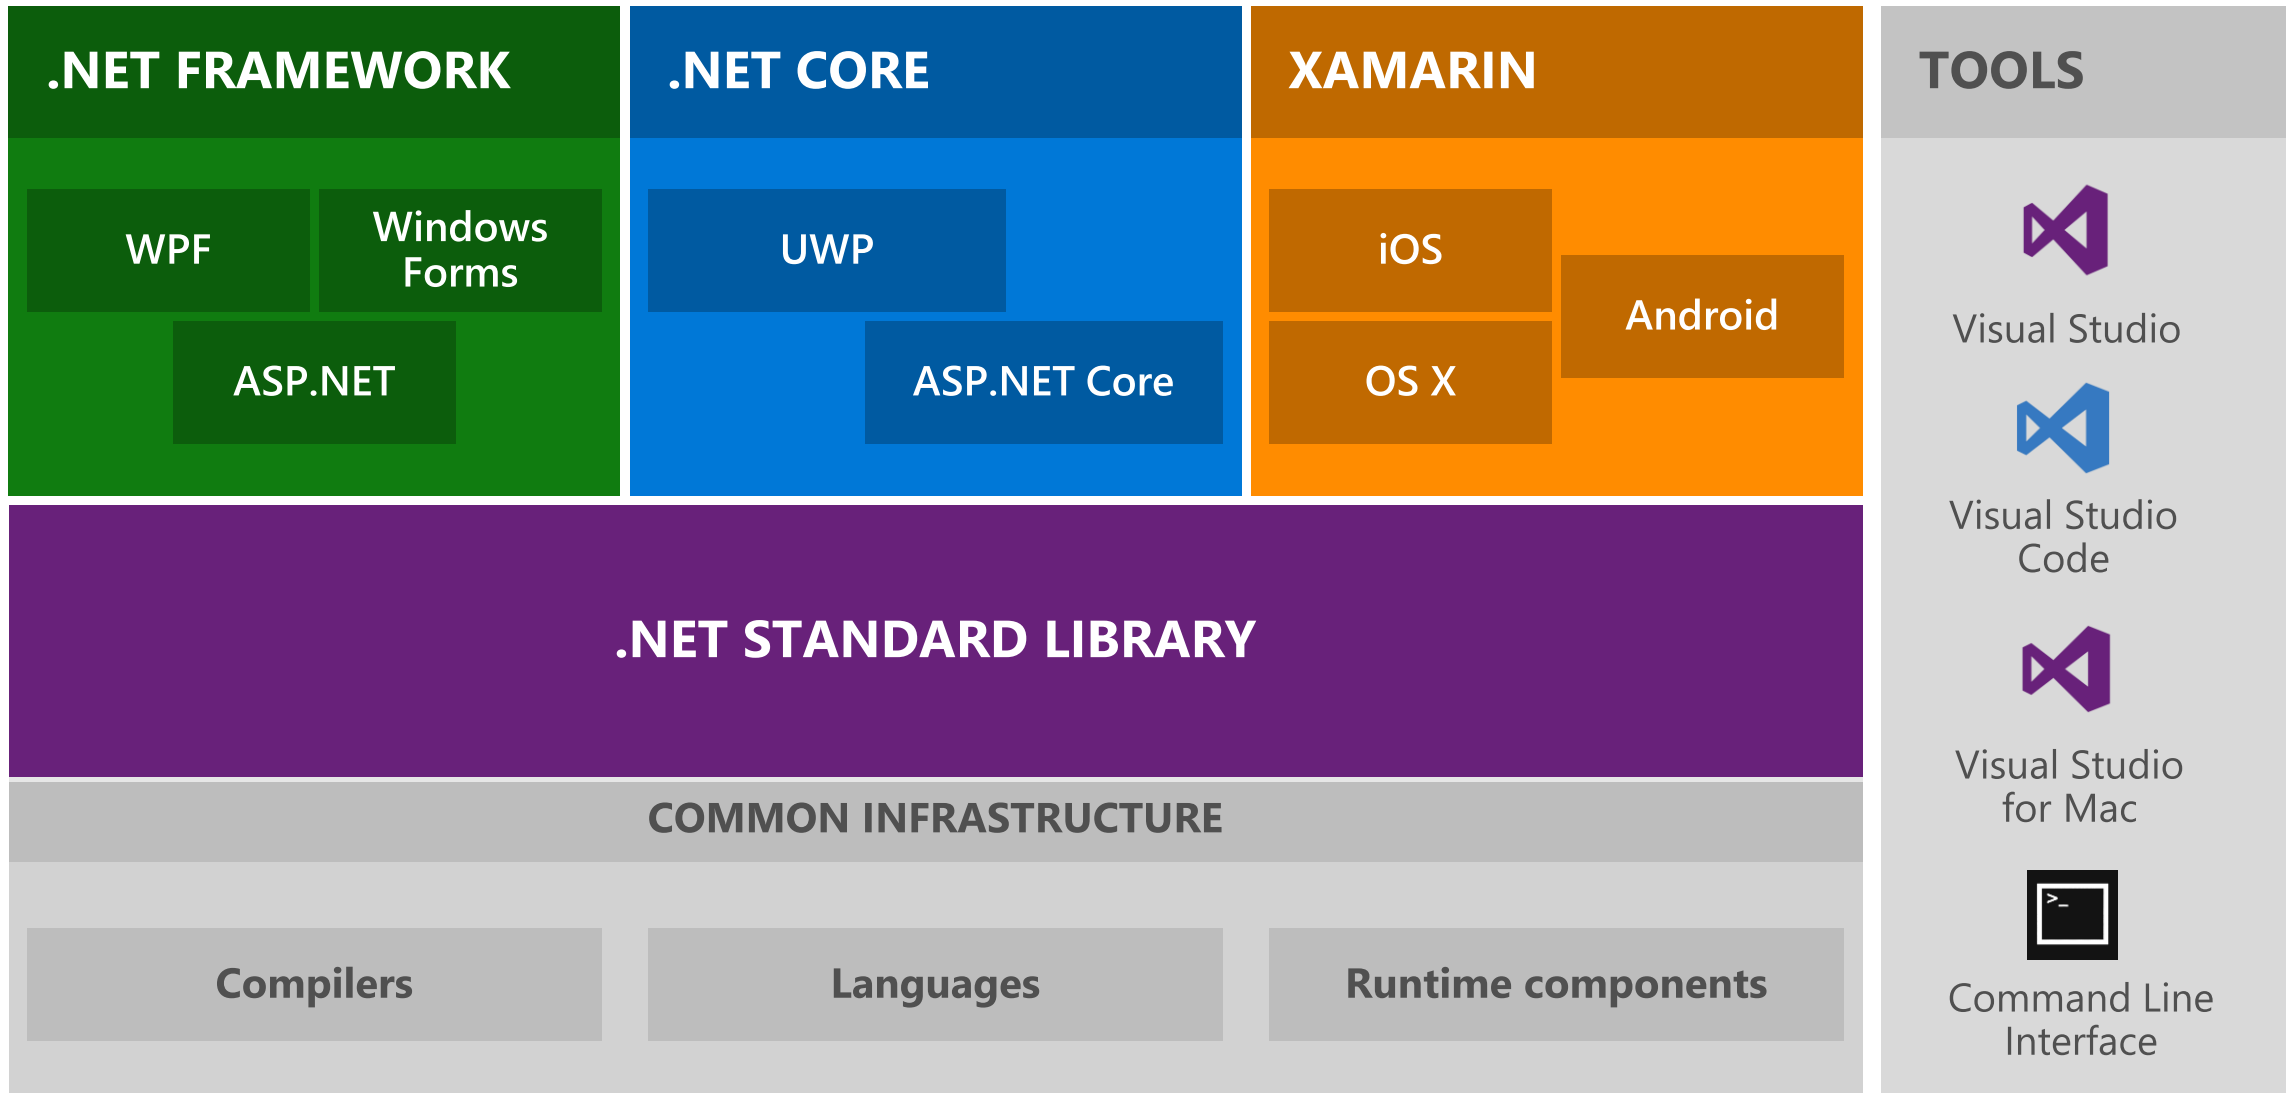 .NET FRAMEWORK
WPF
Windows
Forms
ASP.NET
.NET CORE
UWP
ASP.NET Core
XAMARIN
iOS
Android
OS X
.NET STANDARD LIBRARY
COMMON INFRASTRUCTURE
Compilers
Languages
Runtime components
TOOLS
Visual Studio
Visual Studio
Code
Visual Studio
for Mac
>_
Command Line
Interface